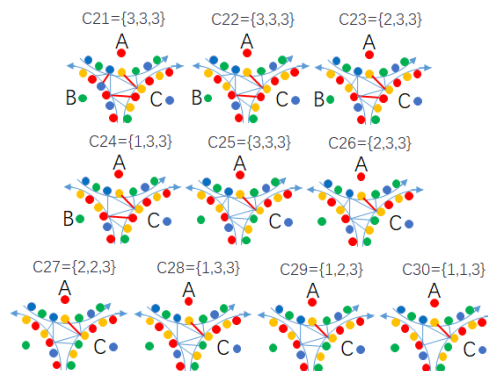 C21={3,3,3} C22={3,3,3} C23={2,3,3}
A A A
B C B C B C
C24={1,3,3} C25={3,3,3} C26={2,3,3}
A A A
B C C C
C27={2,2,3} C28={1,3,3} C29={1,2,3} C30={1,1,3}
A A A A
C C C C